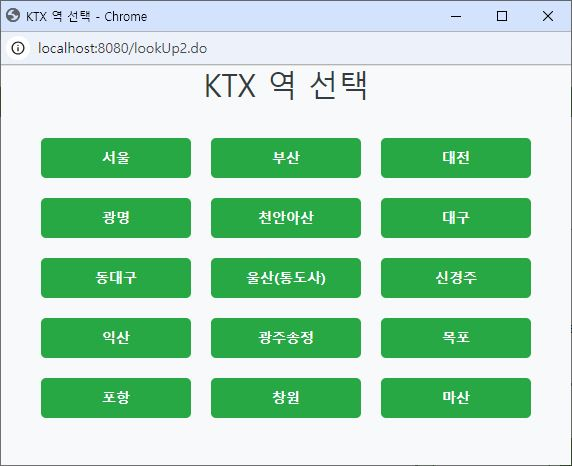 KTX 역 선택 - Chrome
localhost:8080/lookUp2.do
KTX 역 선택
서울 부산 대전
광명 천안아산 대구
동대구 울산(통도사) 신경주
익산 광주송정 목포
포항 창원 마산